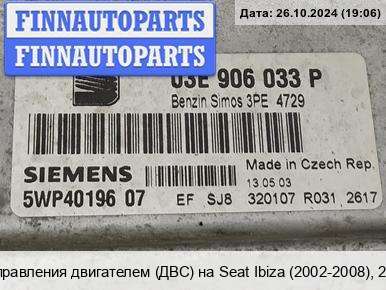 FINNAUTOPARTS
FINNAUTOPARTS
Дата: 26.10.2024 (19:06)
03E 906 033 P
Benzin Simos 3PE 4729
SIEMENS
Made in Czech Rep.
13.05.03
5WP40196 07
EF SJ8 320107 R031 2617
правления двигателем (ДВС) на Seat Ibiza (2002-2008), 2